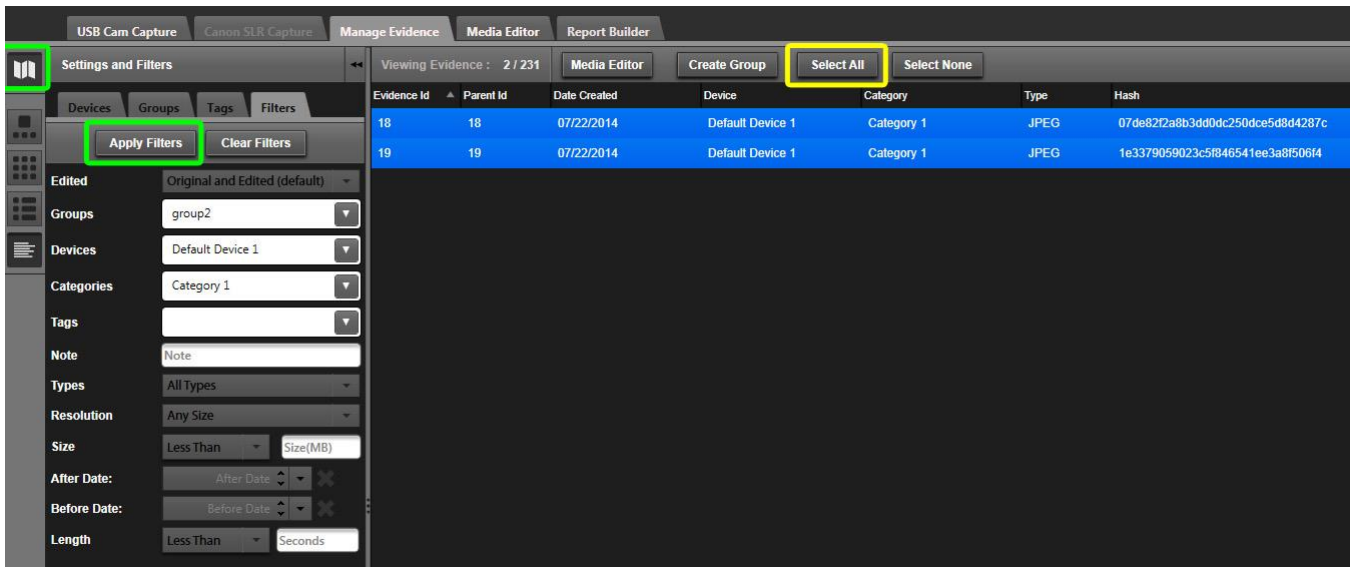 USB Cam Capture Canon SLR Capture Manage Evidence Media Editor Report Builder
Settings and Filters
Viewing Evidence : 2 / 231 Media Editor Create Group Select All Select None
Devices Groups Tags Filters
Apply Filters Clear Filters
Evidence Id Parent Id Date Created Device Category Type Hash
18 18 07/22/2014 Default Device 1 Category 1 JPEG 07de82f2a8b3dd0dc250dce5d8d4287c
19 19 07/22/2014 Default Device 1 Category 1 JPEG 1e3379059023c5f846541ee3a8f506f4
Edited Original and Edited (default)
Groups group2
Devices Default Device 1
Categories Category 1
Tags
Note Note
Types All Types
Resolution Any Size
Size Less Than Size(MB)
After Date: After Date
Before Date: Before Date
Length Less Than Seconds